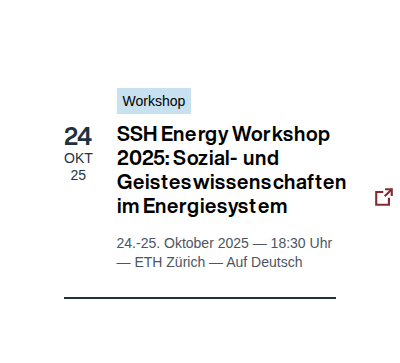 Workshop
24
OKT
25
SSH Energy Workshop
2025: Sozial- und
Geisteswissenschaften
im Energiesystem
24.-25. Oktober 2025 — 18:30 Uhr
— ETH Zürich — Auf Deutsch